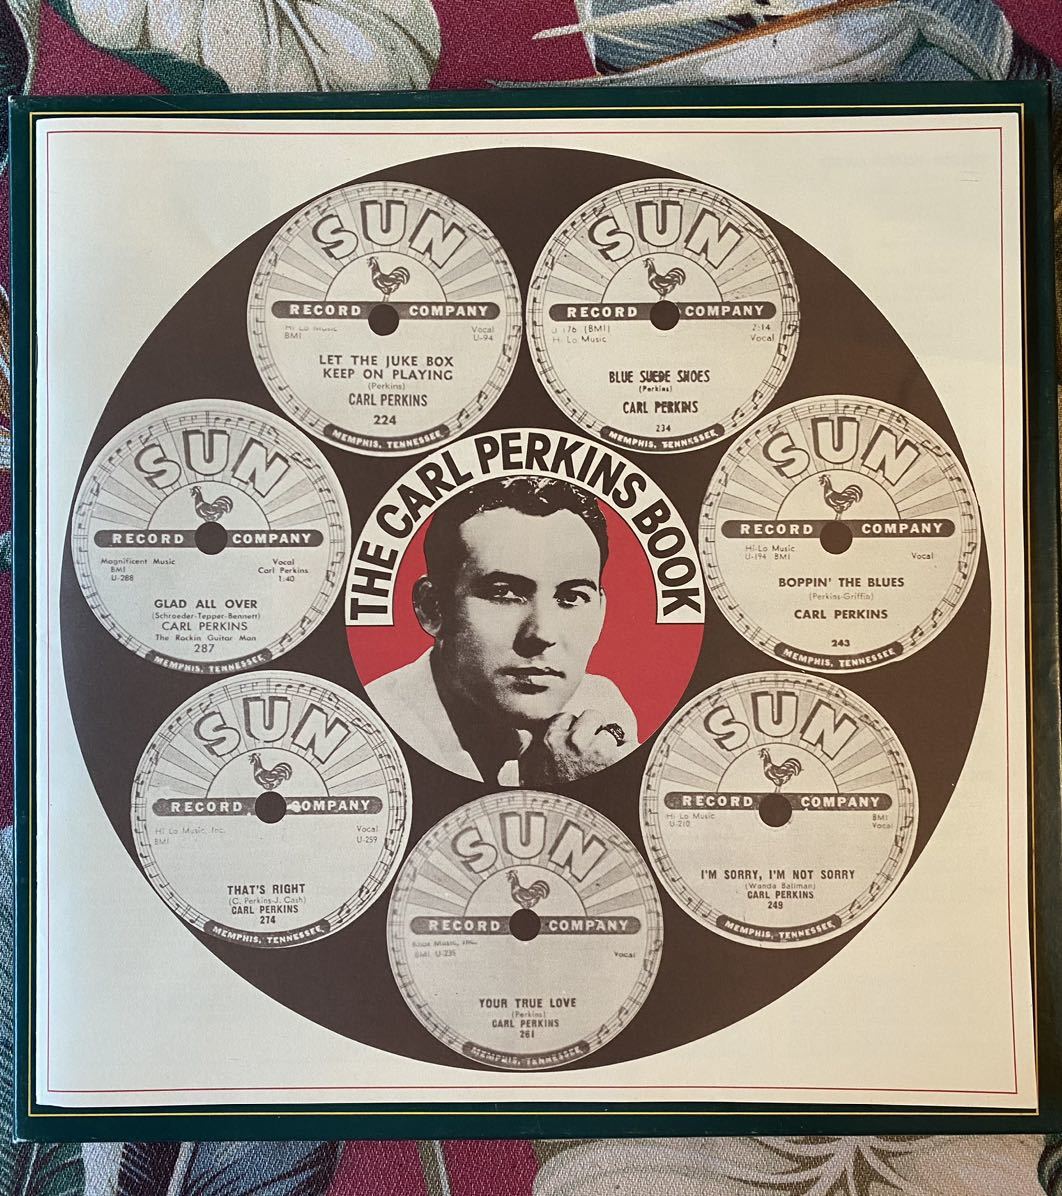 SUN
RECORD COMPANY
Hi Lo Music
BMI
Vocal
U-94
LET THE JUKE BOX
KEEP ON PLAYING
(Perkins)
CARL PERKINS
224
MEMPHIS, TENNESSEE
SUN
RECORD COMPANY
U 176 (BMI)
Hi Lo Music
2:14
Vocal
BLUE SUEDE SHOES
(Perkins)
CARL PERKINS
234
MEMPHIS, TENNESSEE
THE CARL PERKINS BOOK
SUN
RECORD COMPANY
Magnificent Music
BMI
U-288
Vocal
Carl Perkins
1:40
GLAD ALL OVER
(Schroeder-Tepper-Bennett)
CARL PERKINS
The Rockin Guitar Man
287
MEMPHIS, TENNESSEE
SUN
RECORD COMPANY
Hi-Lo Music
U-194 BMI
Vocal
BOPPIN' THE BLUES
(Perkins-Griffin)
CARL PERKINS
243
MEMPHIS, TENNESSEE
SUN
RECORD COMPANY
Hi Lo Music, Inc.
BMI
Vocal
U-259
THAT'S RIGHT
(C. Perkins-J. Cash)
CARL PERKINS
274
MEMPHIS, TENNESSEE
SUN
RECORD COMPANY
Hi Lo Music
U-210
BMI
Vocal
I'M SORRY, I'M NOT SORRY
(Wanda Ballman)
CARL PERKINS
249
MEMPHIS, TENNESSEE
SUN
RECORD COMPANY
Music, Inc.
BMI U-235
Vocal
YOUR TRUE LOVE
(Perkins)
CARL PERKINS
261
MEMPHIS, TENNESSEE